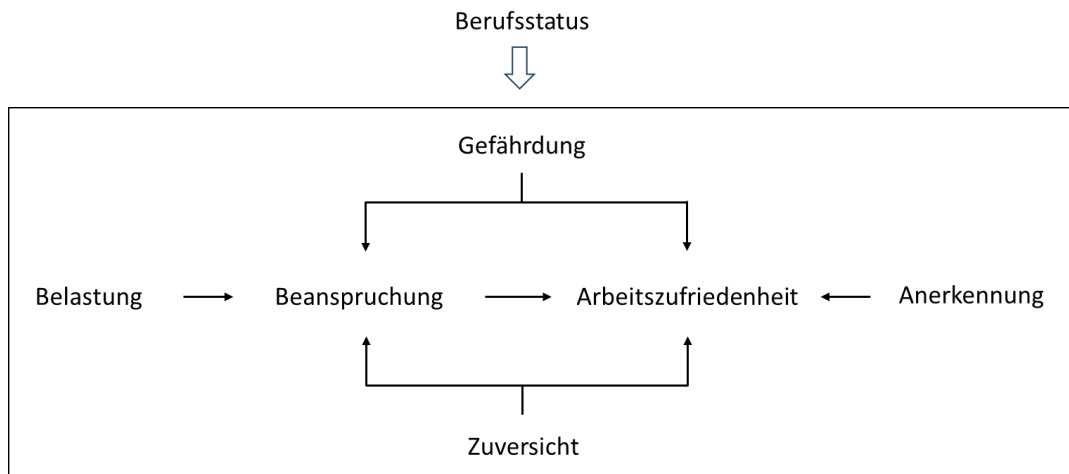 Berufsstatus
Gefährdung
Belastung Beanspruchung Arbeitszufriedenheit Anerkennung
Zuversicht